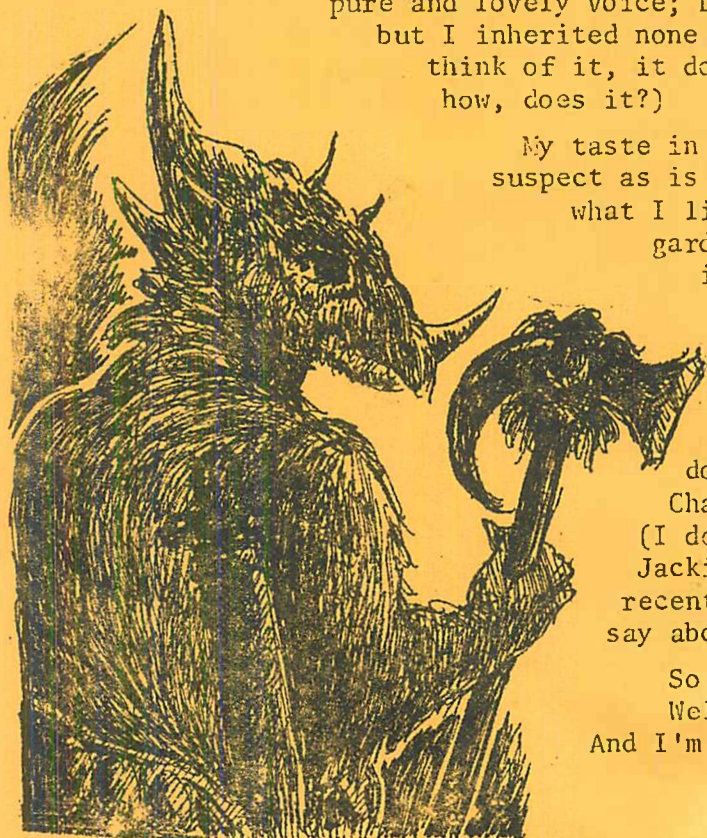 pure and lovely voice;
but I inherited none
think of it, it do
how, does it?)
My taste in
suspect as is
what I li
gard
i
do
Cha
(I do
Jacki
recent
say abo
So
Wel
And I'm